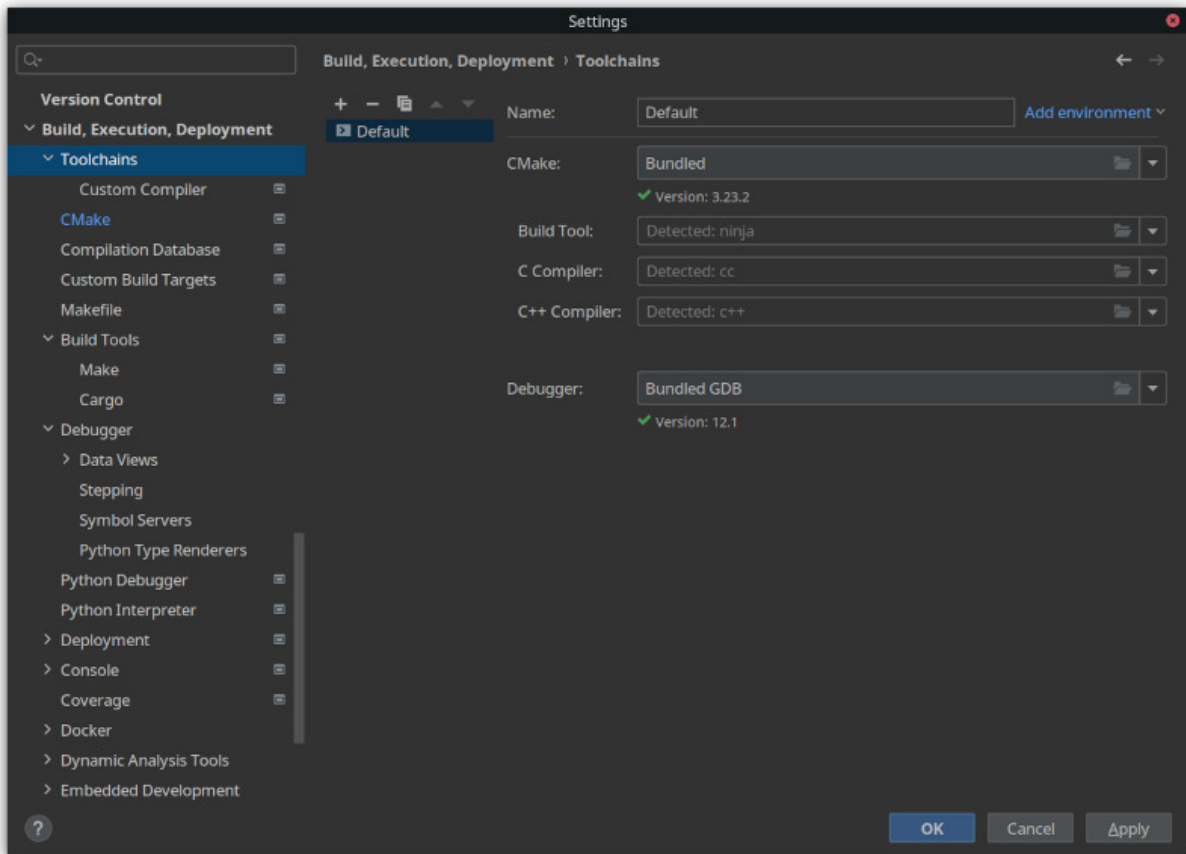 Settings
Version Control
Build, Execution, Deployment
Toolchains
Custom Compiler
CMake
Compilation Database
Custom Build Targets
Makefile
Build Tools
Make
Cargo
Debugger
Data Views
Stepping
Symbol Servers
Python Type Renderers
Python Debugger
Python Interpreter
Deployment
Console
Coverage
Docker
Dynamic Analysis Tools
Embedded Development
Build, Execution, Deployment › Toolchains
Default
Name: Default Add environment
CMake: Bundled
Version: 3.23.2
Build Tool: Detected: ninja
C Compiler: Detected: cc
C++ Compiler: Detected: c++
Debugger: Bundled GDB
Version: 12.1
? OK Cancel Apply